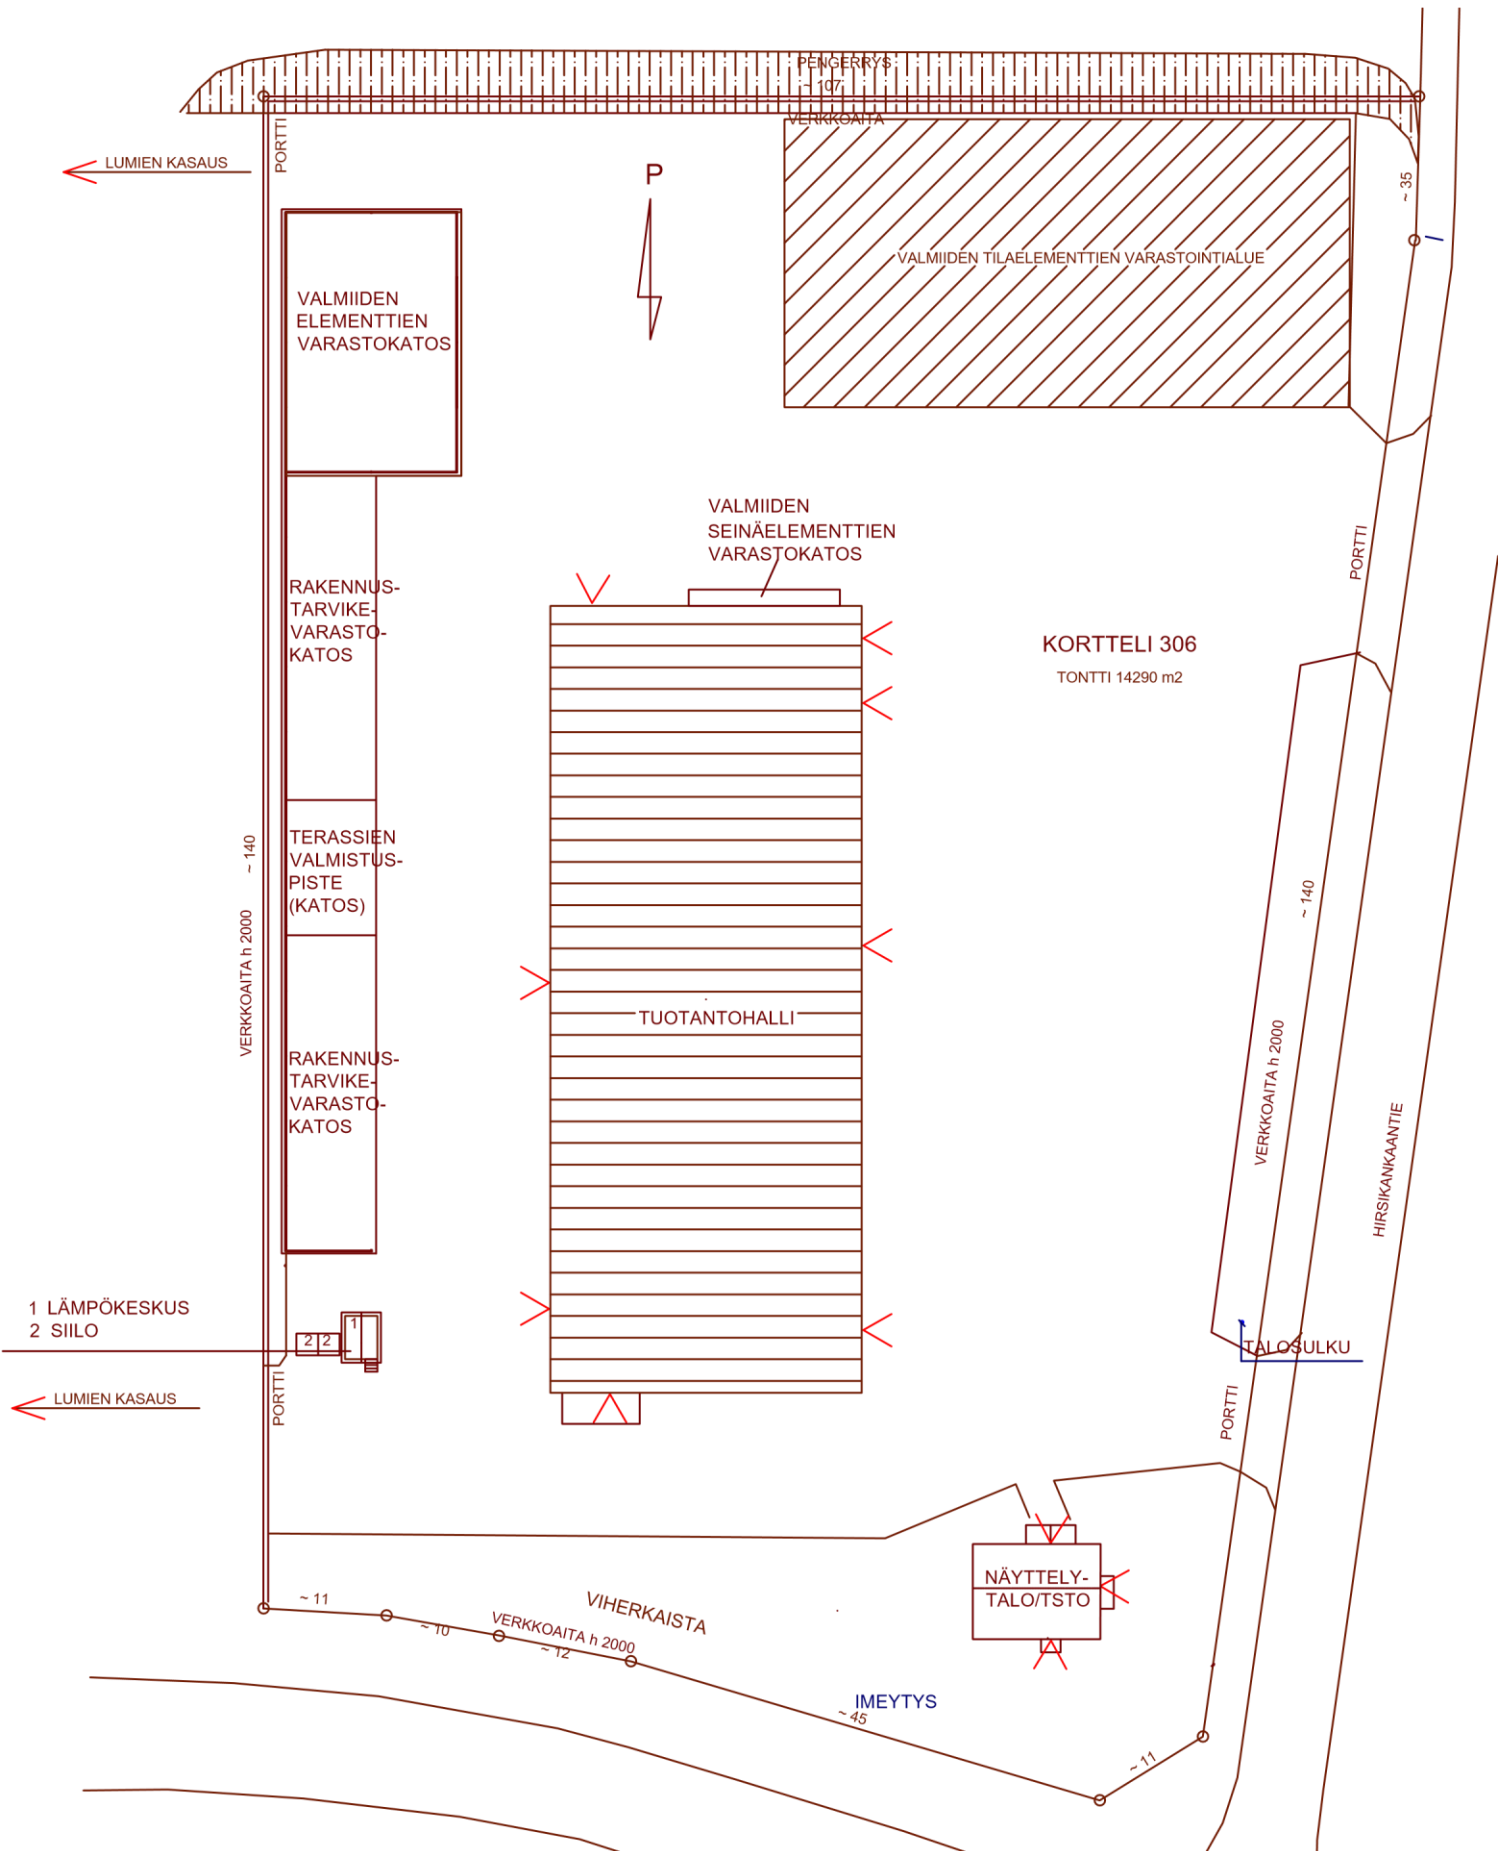 PENGERRYS
~ 107
VERKKOAITA
PORTTI
LUMIEN KASAUS
P
~ 35
VALMIIDEN TILAELEMENTTIEN VARASTOINTIALUE
VALMIIDEN
ELEMENTTIEN
VARASTOKATOS
VALMIIDEN
SEINÄELEMENTTIEN
VARASTOKATOS
PORTTI
RAKENNUS-
TARVIKE-
VARASTO-
KATOS
KORTTELI 306
TONTTI 14290 m2
TERASSIEN
VALMISTUS-
PISTE
(KATOS)
~ 140
VERKKOAITA h 2000
~ 140
VERKKOAITA h 2000
TUOTANTOHALLI
RAKENNUS-
TARVIKE-
VARASTO-
KATOS
HIRSIKANKAANTIE
1 LÄMPÖKESKUS
2 SIILO
1
2 2
TALOSULKU
PORTTI
LUMIEN KASAUS
PORTTI
NÄYTTELY-
TALO/TSTO
~ 11
~ 10
VERKKOAITA h 2000
~ 12
VIHERKAISTA
IMEYTYS
~ 45
~ 11